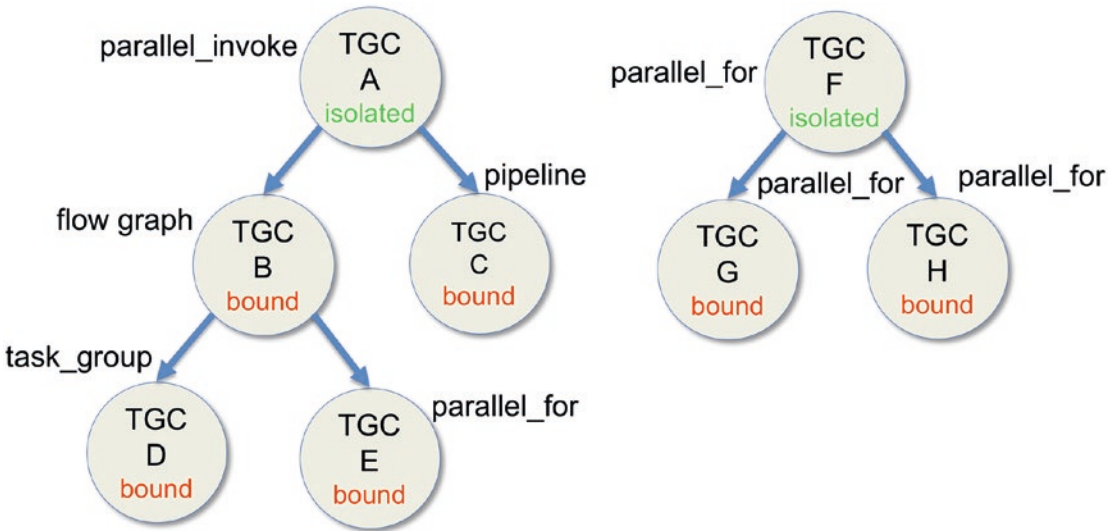 parallel_invoke
TGC
A
isolated
flow graph
TGC
B
bound
pipeline
TGC
C
bound
task_group
TGC
D
bound
parallel_for
TGC
E
bound
parallel_for
TGC
F
isolated
parallel_for
TGC
G
bound
parallel_for
TGC
H
bound